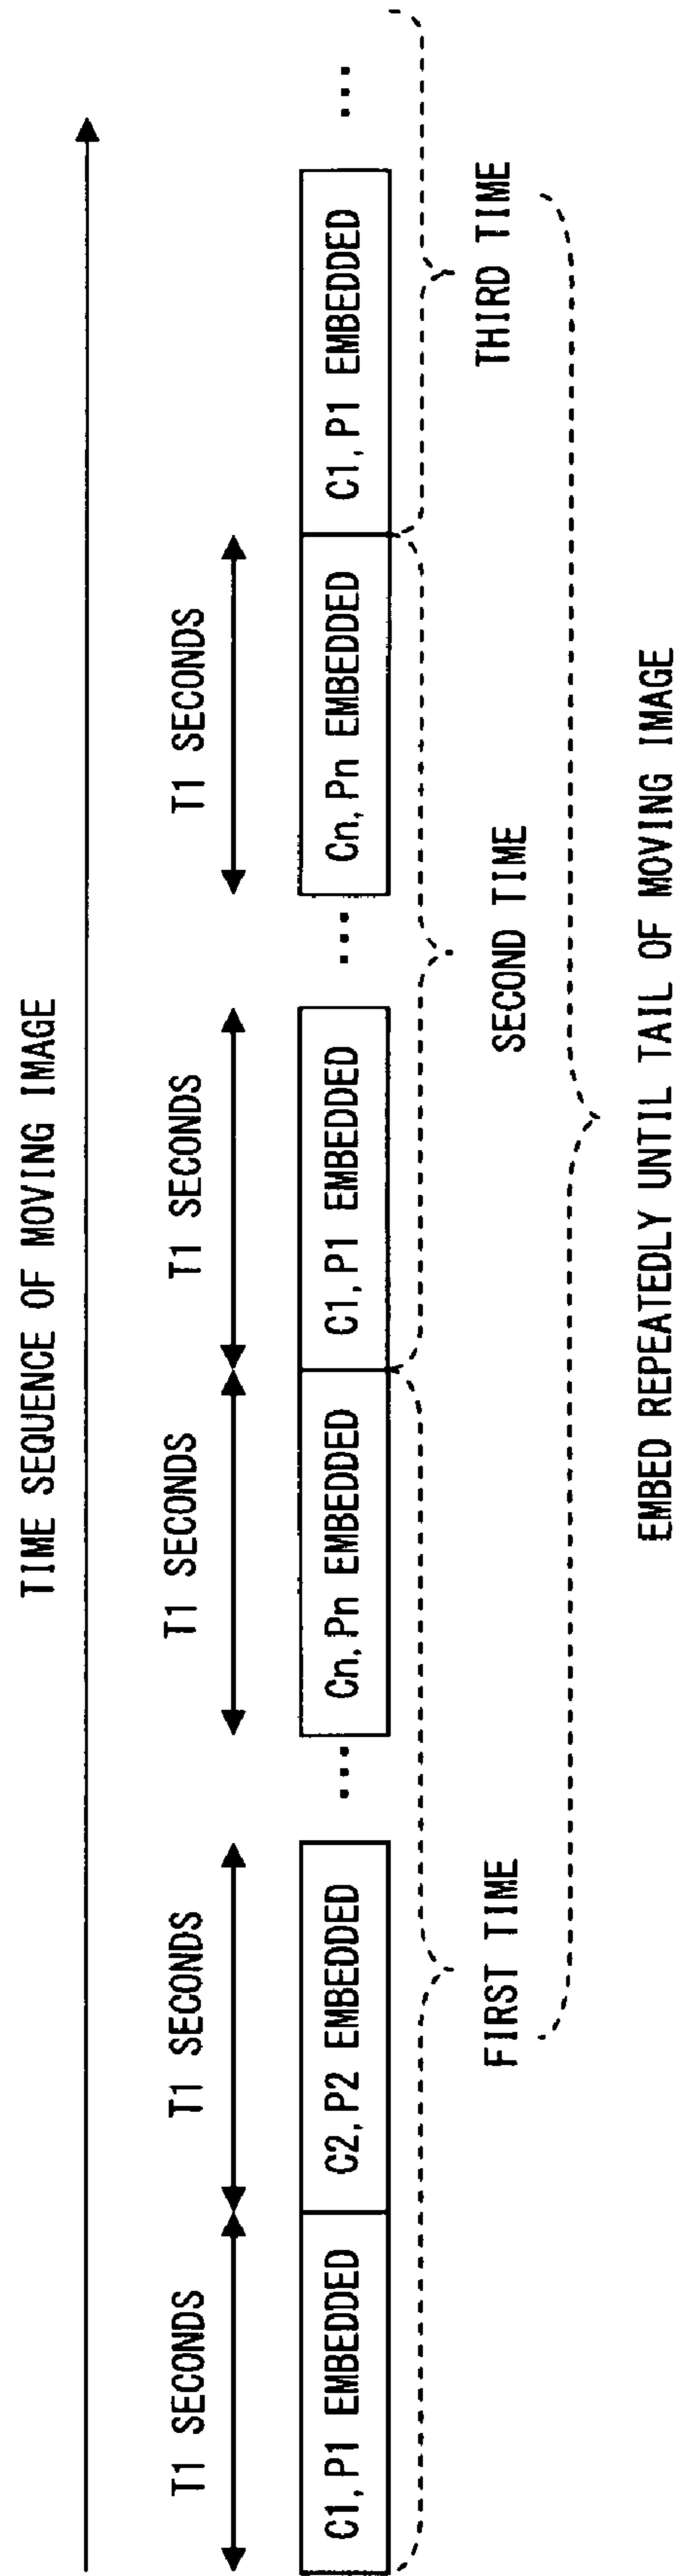 TIME SEQUENCE OF MOVING IMAGE
T1 SECONDS
T1 SECONDS
T1 SECONDS
T1 SECONDS
T1 SECONDS
C1, P1 EMBEDDED
C2, P2 EMBEDDED
...
Cn, Pn EMBEDDED
C1, P1 EMBEDDED
...
Cn, Pn EMBEDDED
C1, P1 EMBEDDED
...
FIRST TIME
SECOND TIME
THIRD TIME
EMBED REPEATEDLY UNTIL TAIL OF MOVING IMAGE